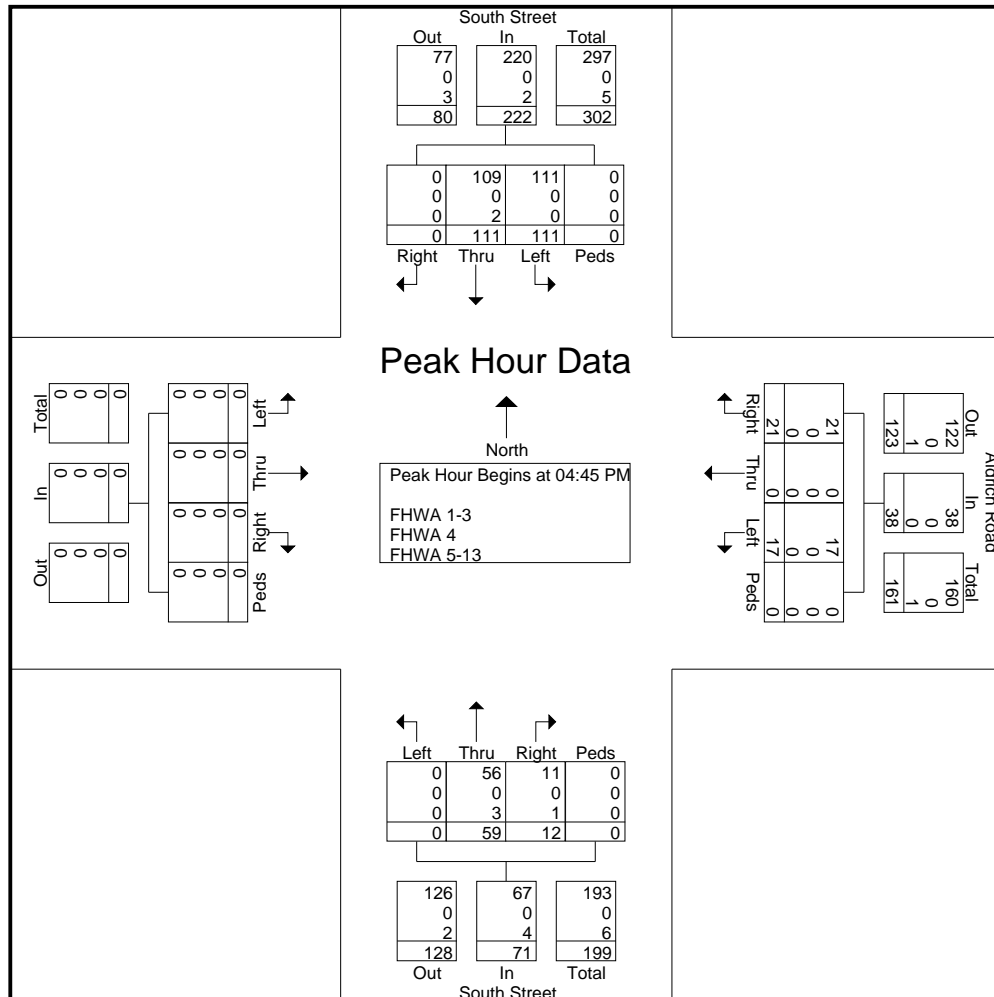 South Street
Out In Total
77 220 297
0 0 0
3 2 5
80 222 302
0 109 111 0
0 0 0 0
0 2 0 0
0 111 111 0
Right Thru Left Peds
Peak Hour Data
North
Peak Hour Begins at 04:45 PM
FHWA 1-3
FHWA 4
FHWA 5-13
Total In Out
0 0 0
0 0 0
0 0 0
0 0 0
0 0 0 0
0 0 0 0
0 0 0 0
0 0 0 0
Left Thru Right Peds
Aldrich Road
Out In Total
122 38 160
0 0 0
1 0 1
123 38 161
21 0 17 0
0 0 0 0
0 0 0 0
21 0 17 0
Right Thru Left Peds
Left Thru Right Peds
0 56 11 0
0 0 0 0
0 3 1 0
0 59 12 0
126 67 193
0 0 0
2 4 6
128 71 199
Out In Total
South Street